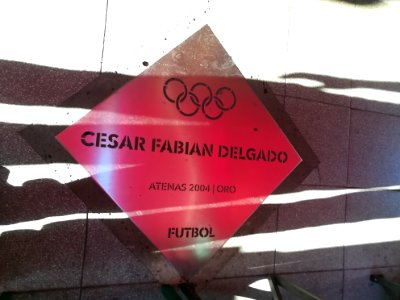 CESAR FABIAN DELGADO
ATENAS 2004 | ORO
FUTBOL